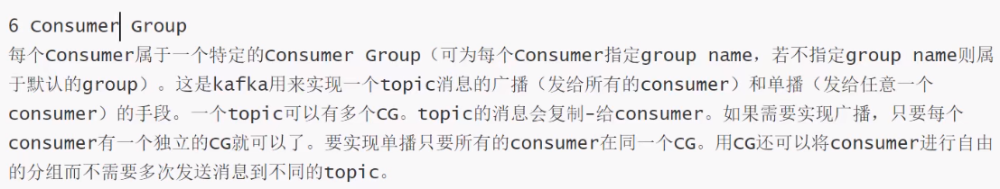 6 Consumer Group
每个Consumer属于一个特定的Consumer Group（可为每个Consumer指定group name，若不指定group name则属
于默认的group）。这是kafka用来实现一个topic消息的广播（发给所有的consumer）和单播（发给任意一个
consumer）的手段。一个topic可以有多个CG。topic的消息会复制-给consumer。如果需要实现广播，只要每个
consumer有一个独立的CG就可以了。要实现单播只要所有的consumer在同一个CG。用CG还可以将consumer进行自由
的分组而不需要多次发送消息到不同的topic。